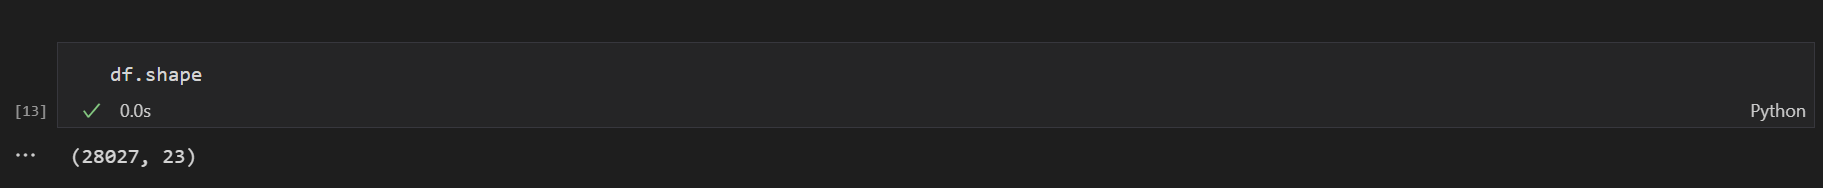 df.shape
[13] ✓ 0.0s Python
... (28027, 23)